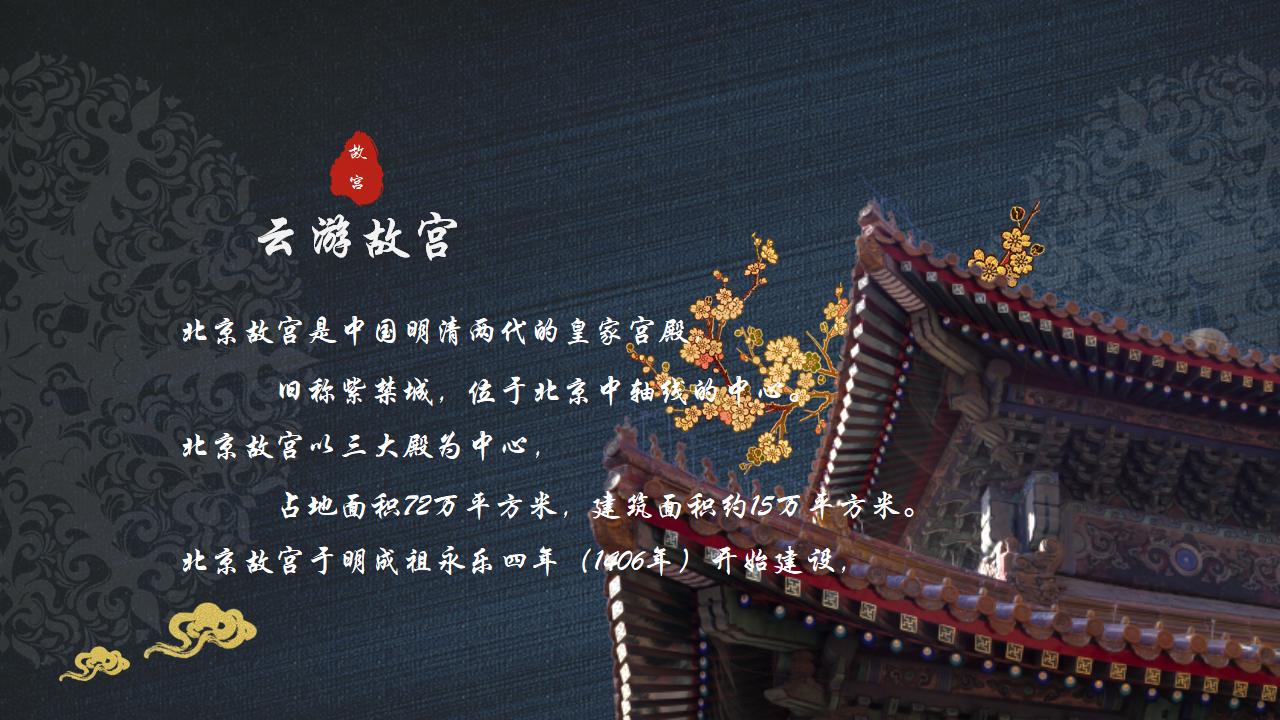 故
宫
云游故宫
北京故宫是中国明清两代的皇家宫殿，
旧称紫禁城，位于北京中轴线的中心。
北京故宫以三大殿为中心，
占地面积72万平方米，建筑面积约15万平方米。
北京故宫于明成祖永乐四年（1406年）开始建设，